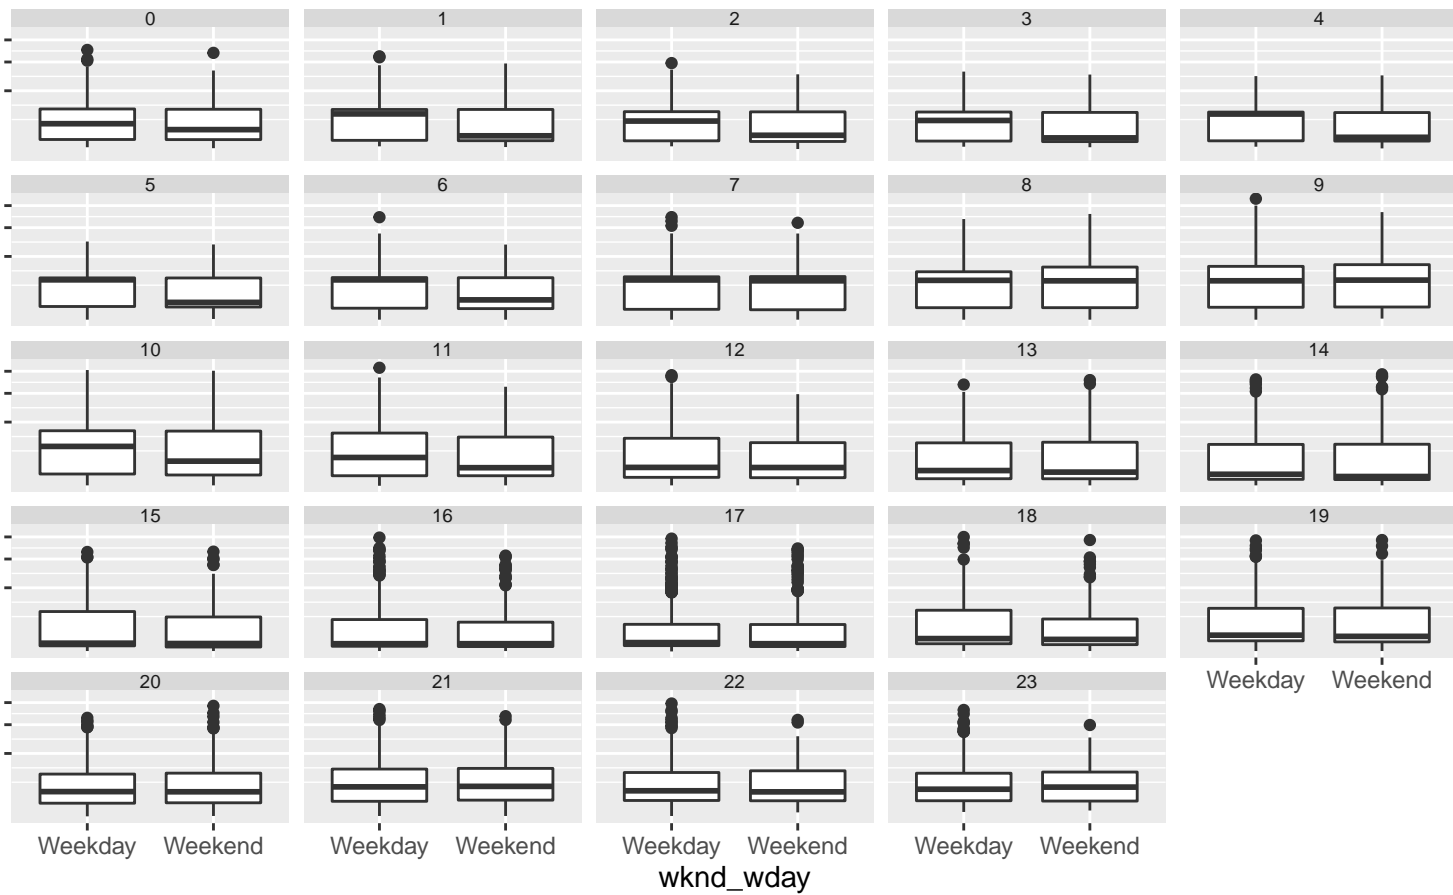 0 1 2 3 4
5 6 7 8 9
10 11 12 13 14
15 16 17 18 19
Weekday Weekend
20 21 22 23
Weekday Weekend Weekday Weekend Weekday Weekend Weekday Weekend
wknd_wday